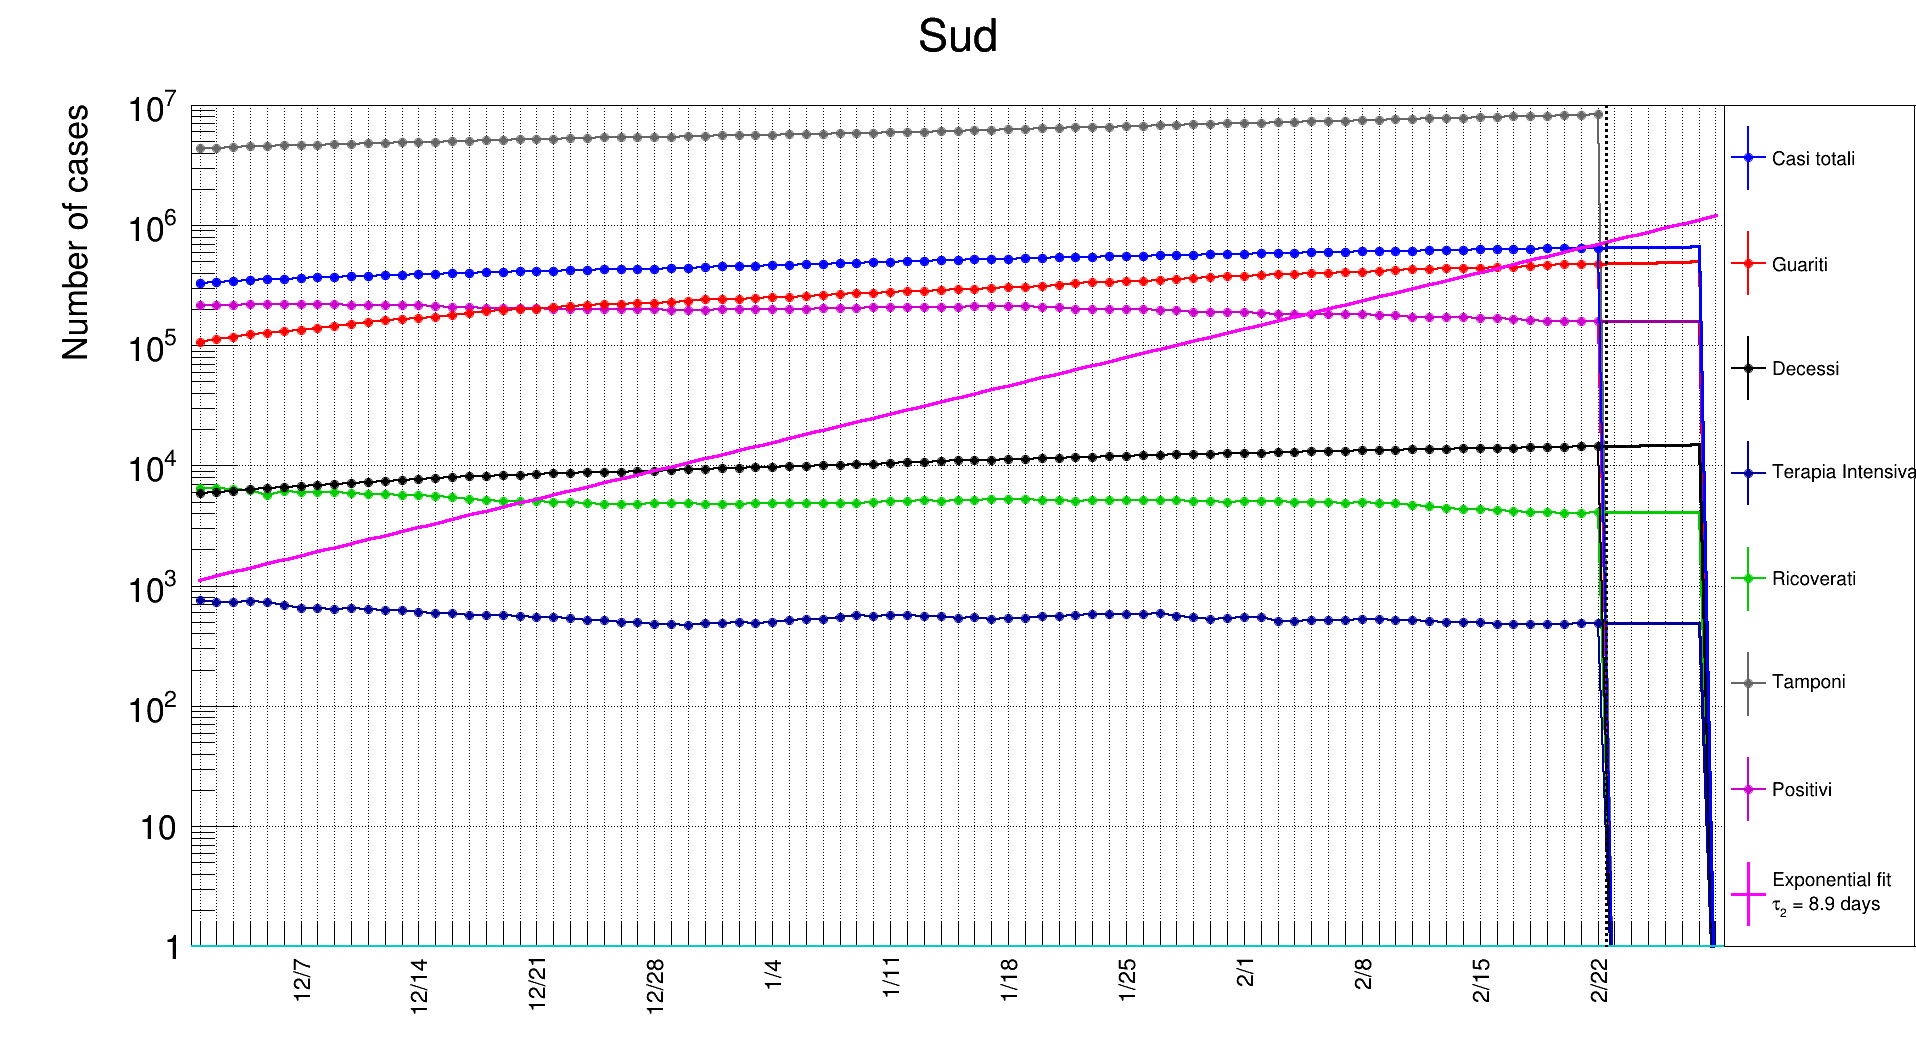 Sud
Number of cases
10^7
10^6
10^5
10^4
10^3
10^2
10
1
12/7
12/14
12/21
12/28
1/4
1/11
1/18
1/25
2/1
2/8
2/15
2/22
Casi totali
Guariti
Decessi
Terapia Intensiva
Ricoverati
Tamponi
Positivi
Exponential fit
τ₂ = 8.9 days